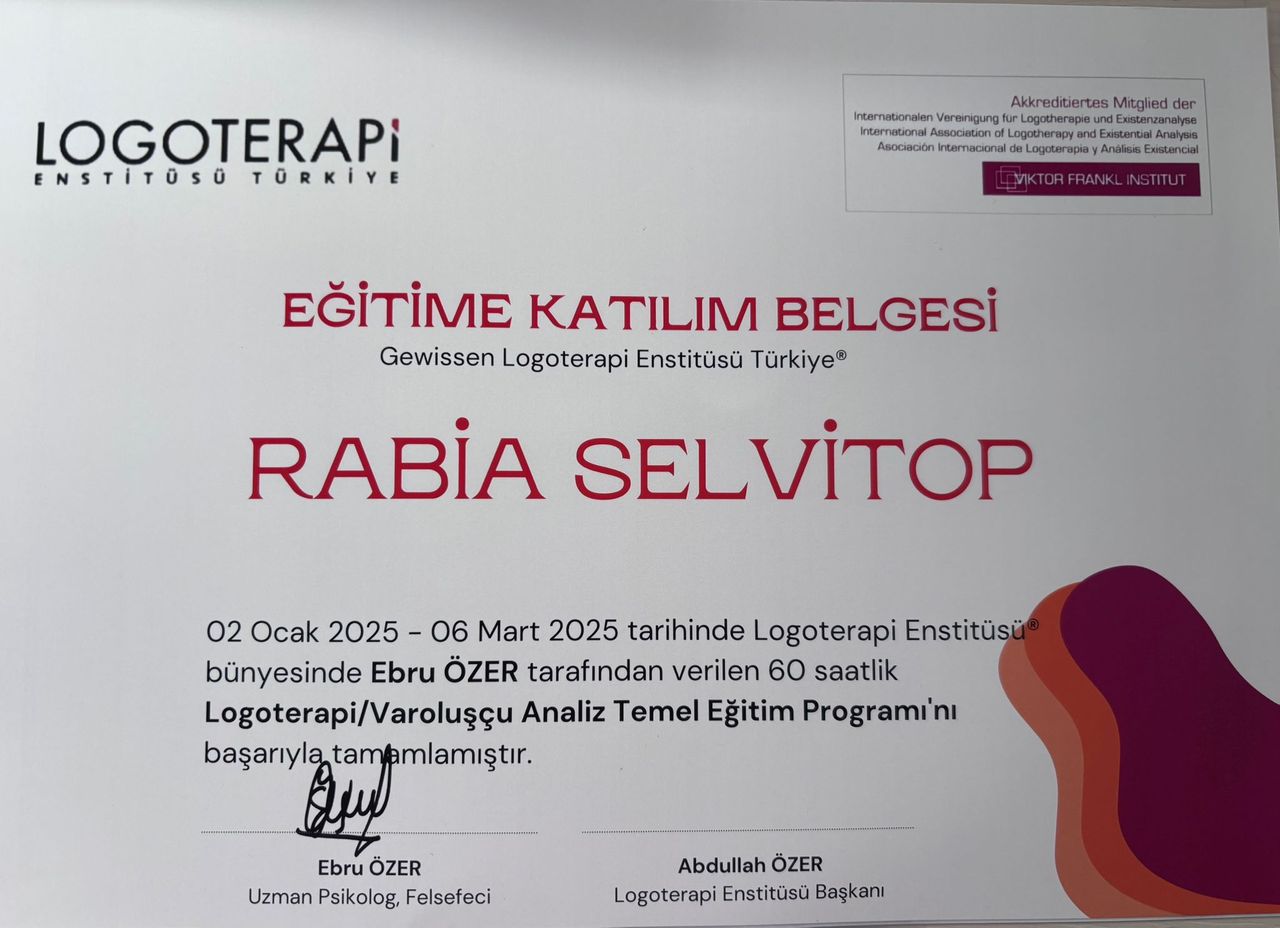 LOGOTERAPİ
ENSTİTÜSÜ TÜRKİYE
Akkreditiertes Mitglied der
Internationalen Vereinigung für Logotherapie und Existenzanalyse
International Association of Logotherapy and Existential Analysis
Asociación Internacional de Logoterapia y Análisis Existencial
VIKTOR FRANKL INSTITUT
EĞİTİME KATILIM BELGESİ
Gewissen Logoterapi Enstitüsü Türkiye®
RABİA SELVİTOP
02 Ocak 2025 - 06 Mart 2025 tarihinde Logoterapi Enstitüsü®
bünyesinde Ebru ÖZER tarafından verilen 60 saatlik
Logoterapi/Varoluşçu Analiz Temel Eğitim Programı'nı
başarıyla tamamlamıştır.
Ebru ÖZER
Uzman Psikolog, Felsefeci
Abdullah ÖZER
Logoterapi Enstitüsü Başkanı